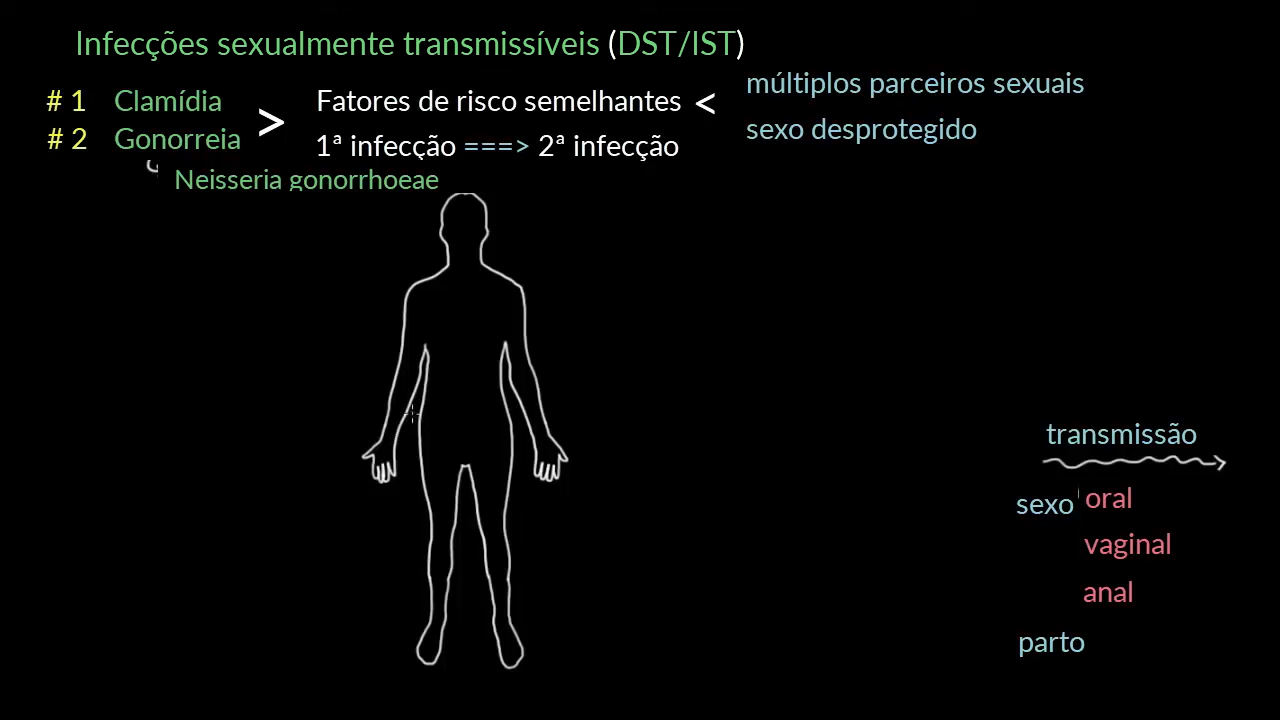 Infecções sexualmente transmissíveis (DST/IST)
# 1 Clamídia
# 2 Gonorreia
>
Fatores de risco semelhantes <
1ª infecção ===> 2ª infecção
múltiplos parceiros sexuais
sexo desprotegido
Neisseria gonorrhoeae
transmissão
sexo oral
vaginal
anal
parto